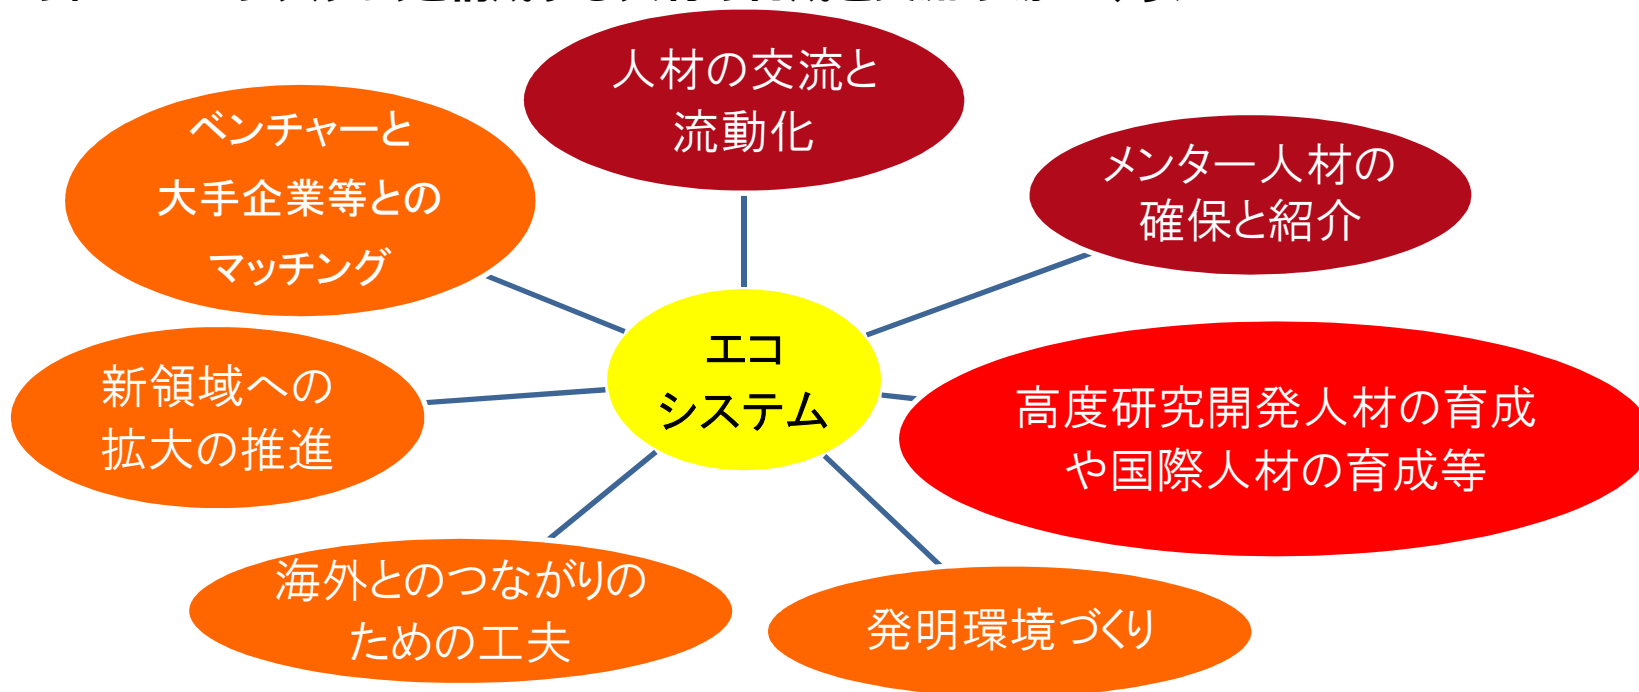 人材の交流と
流動化
ベンチャーと
大手企業等との
マッチング
メンター人材の
確保と紹介
エコ
システム
新領域への
拡大の推進
高度研究開発人材の育成
や国際人材の育成等
海外とのつながりの
ための工夫
発明環境づくり